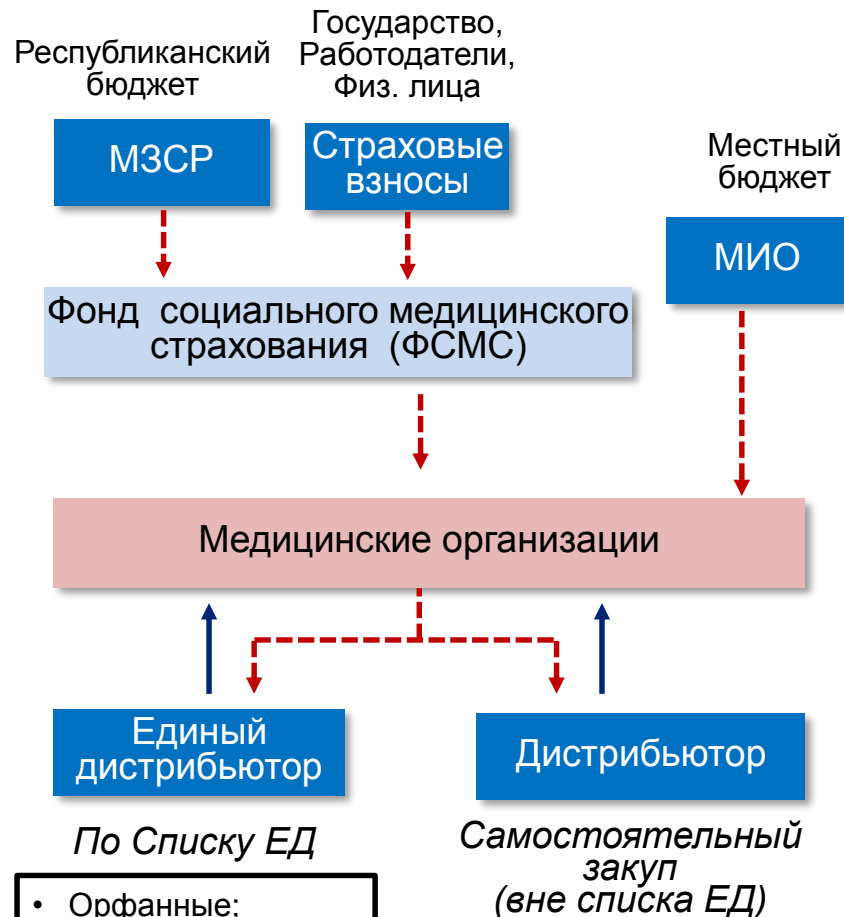 Республиканский
бюджет
Государство,
Работодатели,
Физ. лица
МЗСР
Страховые
взносы
Местный
бюджет
МИО
Фонд социального медицинского
страхования (ФСМС)
Медицинские организации
Единый
дистрибьютор
Дистрибьютор
По Списку ЕД
Самостоятельный
закуп
(вне списка ЕД)
• Орфанные;